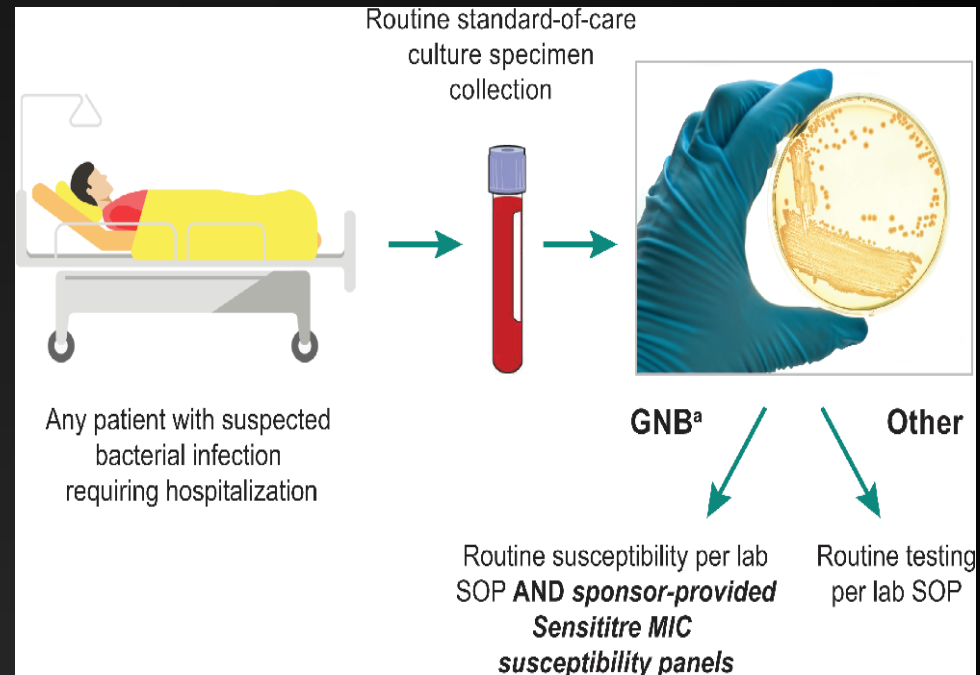 Routine standard-of-care
culture specimen
collection
Any patient with suspected
bacterial infection
requiring hospitalization
GNBª
Other
Routine susceptibility per lab
SOP AND sponsor-provided
Sensititre MIC
susceptibility panels
Routine testing
per lab SOP